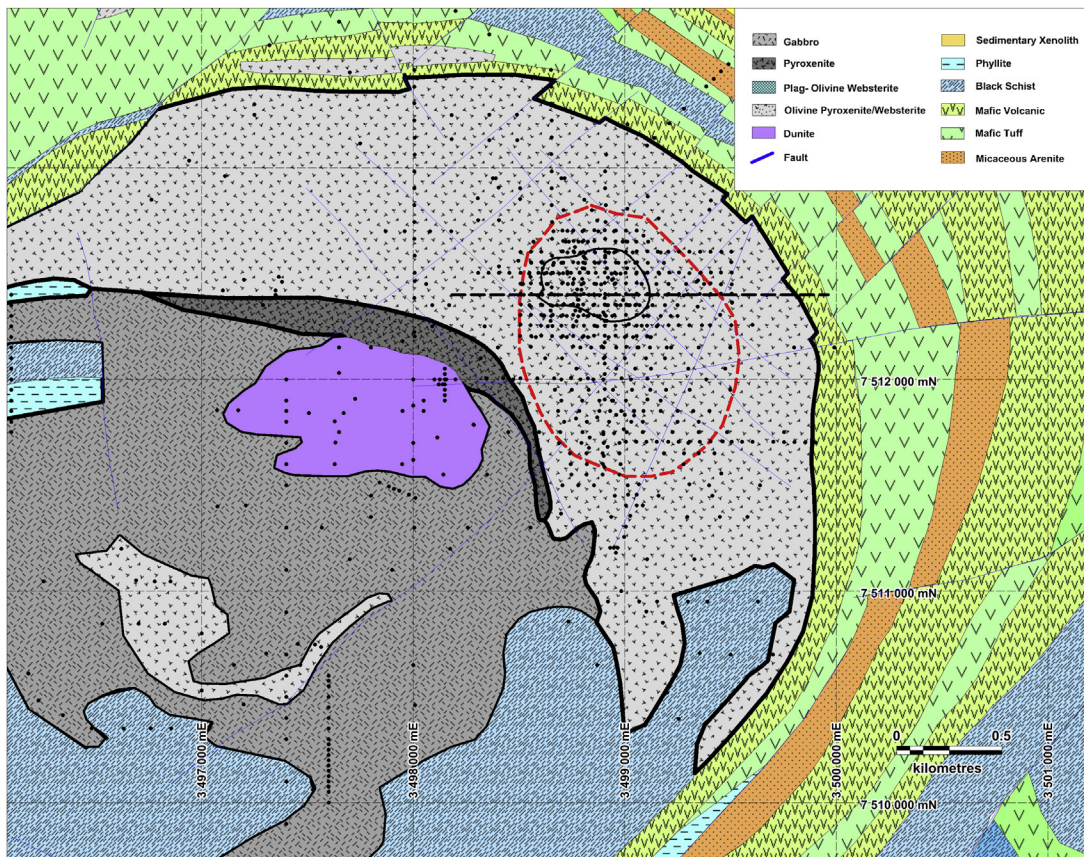 Gabbro
Pyroxenite
Plag- Olivine Websterite
Olivine Pyroxenite/Websterite
Dunite
Fault
Sedimentary Xenolith
Phyllite
Black Schist
Mafic Volcanic
Mafic Tuff
Micaceous Arenite
7 512 000 mN
7 511 000 mN
7 510 000 mN
3 497 000 mE
3 498 000 mE
3 499 000 mE
3 500 000 mE
3 501 000 mE
0 0.5
kilometres